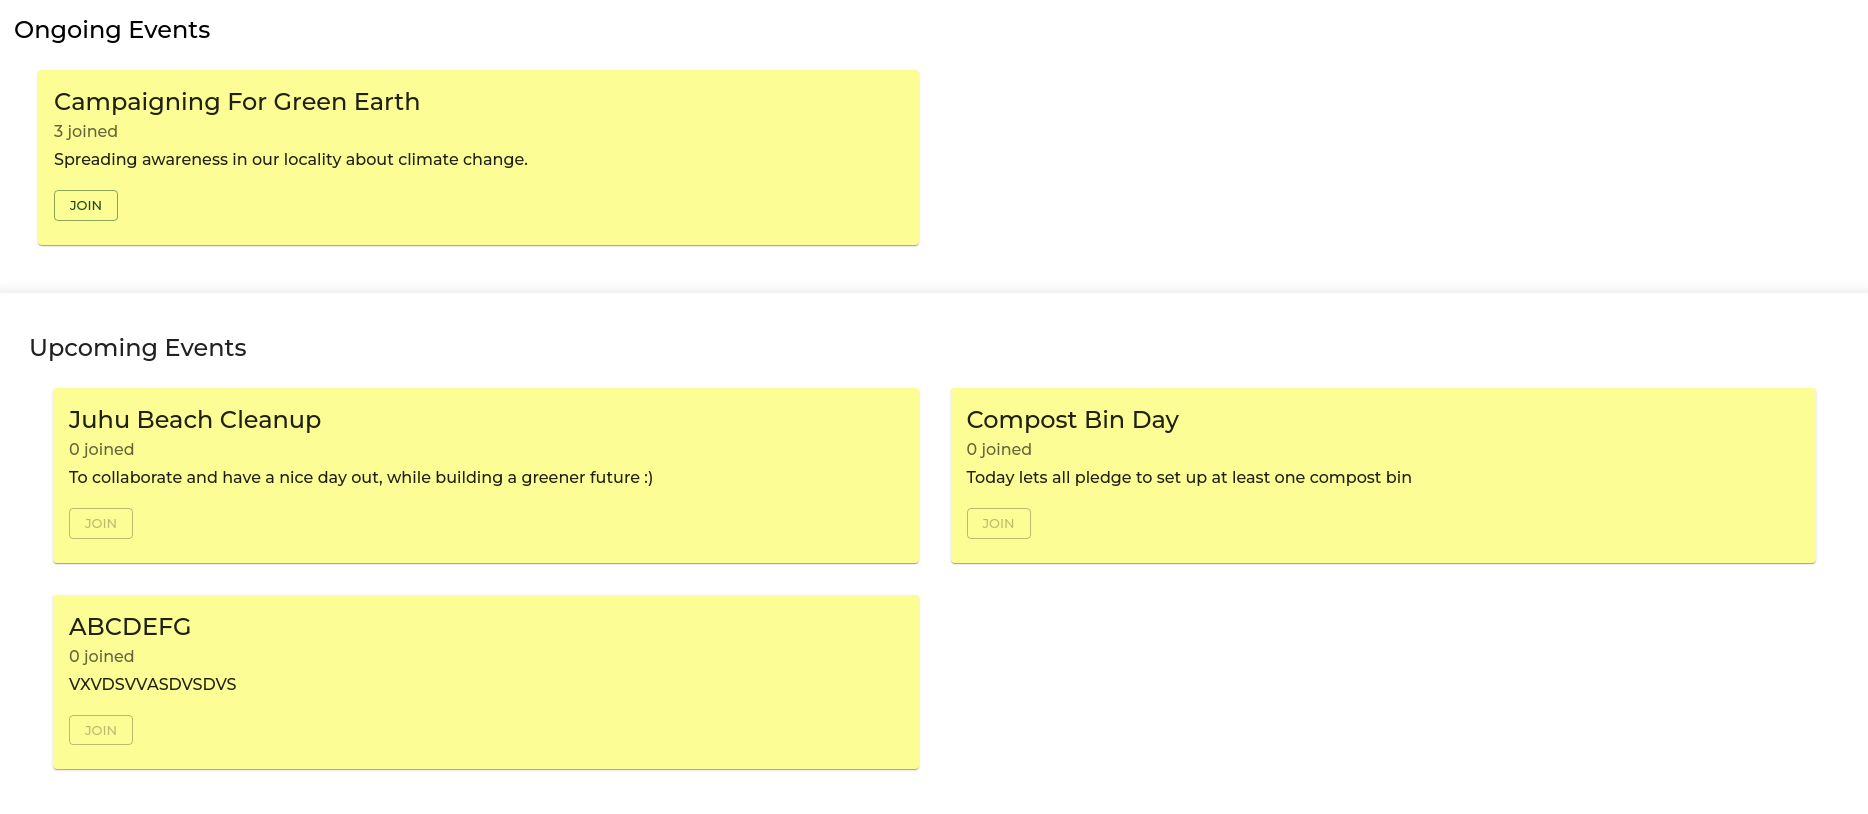 Ongoing Events
Campaigning For Green Earth
3 joined
Spreading awareness in our locality about climate change.
JOIN
Upcoming Events
Juhu Beach Cleanup
0 joined
To collaborate and have a nice day out, while building a greener future :)
JOIN
Compost Bin Day
0 joined
Today lets all pledge to set up at least one compost bin
JOIN
ABCDEFG
0 joined
VXVDSVVASDVSDVS
JOIN